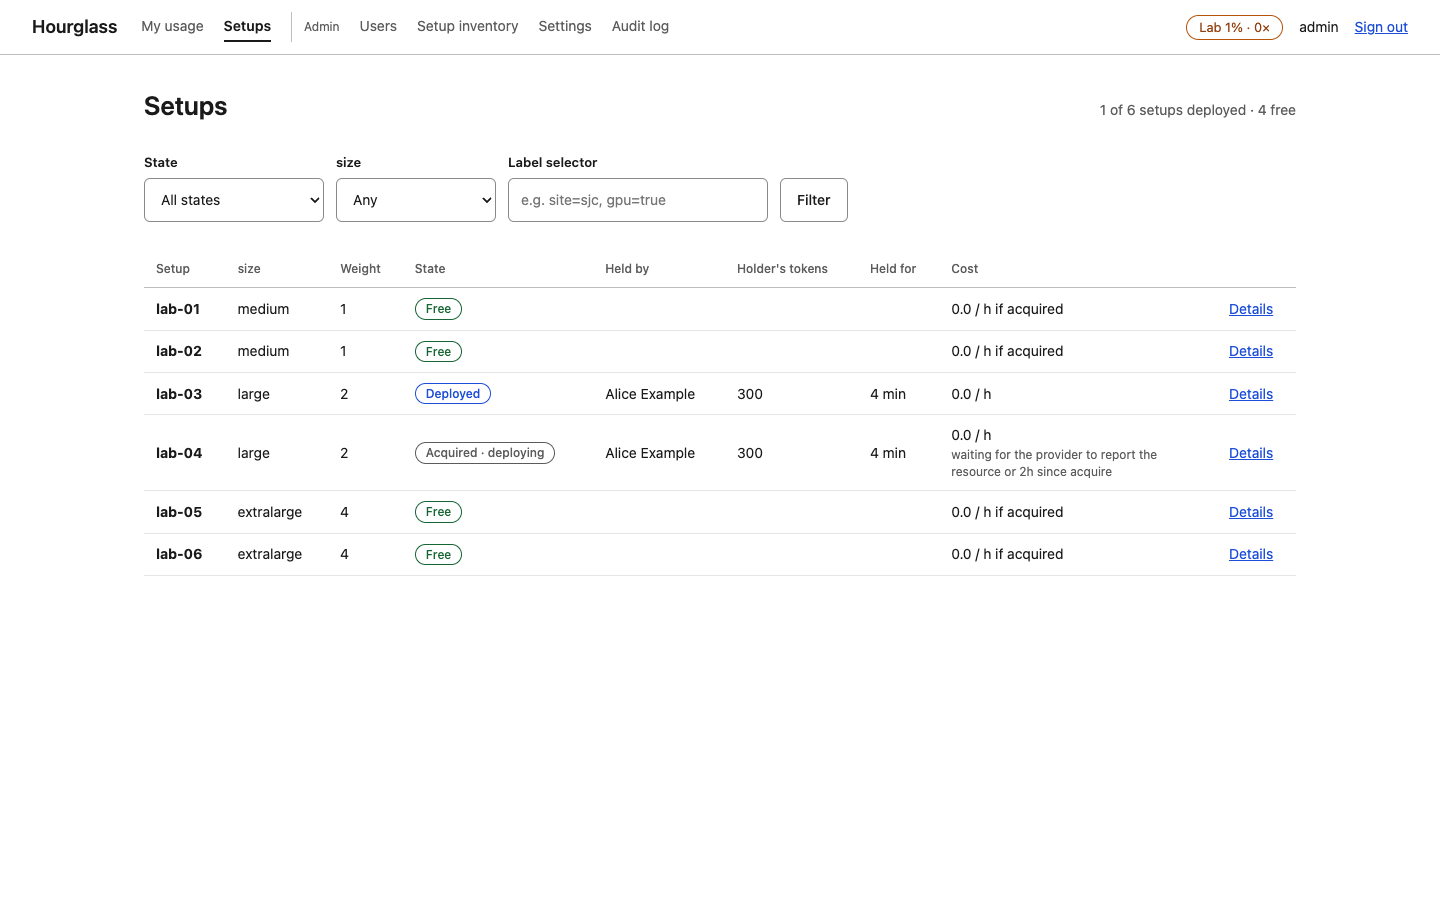 Hourglass My usage Setups Admin Users Setup inventory Settings Audit log Lab 1% · 0× admin Sign out
Setups 1 of 6 setups deployed · 4 free
State size Label selector
All states Any e.g. site=sjc, gpu=true Filter
Setup size Weight State Held by Holder's tokens Held for Cost
lab-01 medium 1 Free 0.0 / h if acquired Details
lab-02 medium 1 Free 0.0 / h if acquired Details
lab-03 large 2 Deployed Alice Example 300 4 min 0.0 / h Details
lab-04 large 2 Acquired · deploying Alice Example 300 4 min 0.0 / h Details
waiting for the provider to report the
resource or 2h since acquire
lab-05 extralarge 4 Free 0.0 / h if acquired Details
lab-06 extralarge 4 Free 0.0 / h if acquired Details